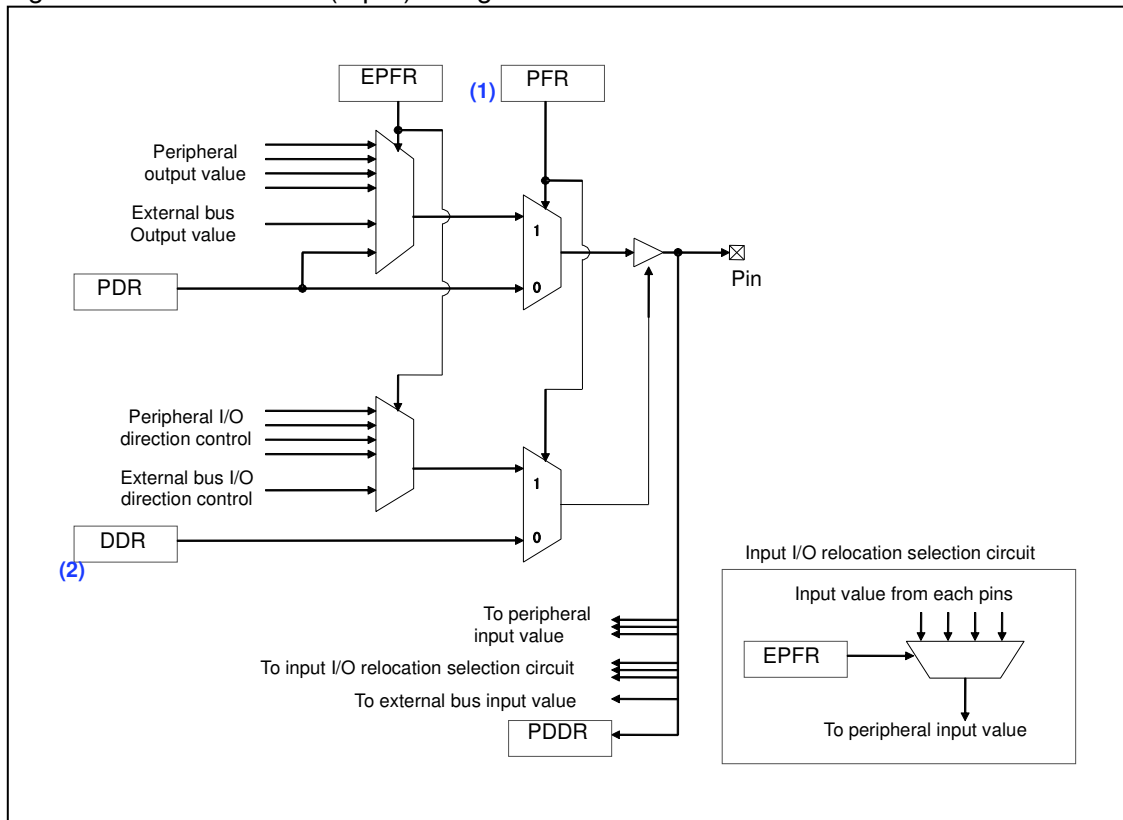 EPFR
PFR
(1)
Peripheral
output value
External bus
Output value
1
0
PDR
Pin
Peripheral I/O
direction control
External bus I/O
direction control
1
0
DDR
(2)
Input I/O relocation selection circuit
Input value from each pins
EPFR
To peripheral input value
To peripheral
input value
To input I/O relocation selection circuit
To external bus input value
PDDR